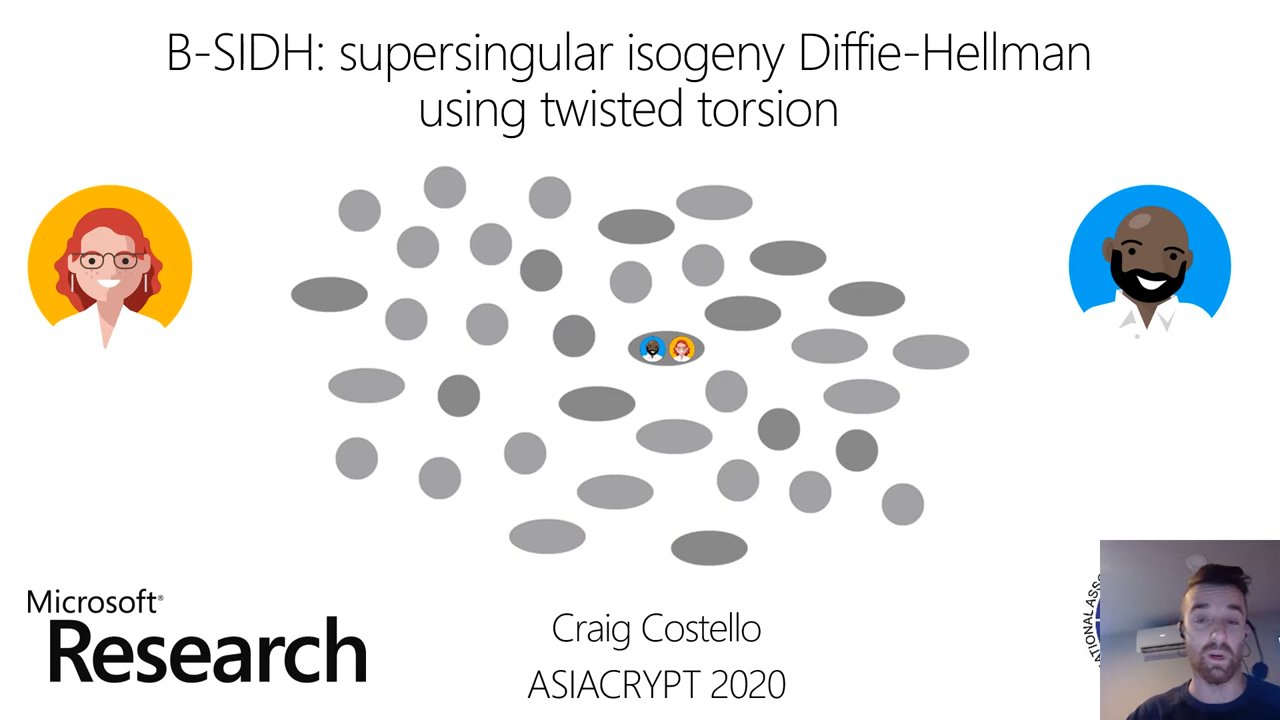 B-SIDH: supersingular isogeny Diffie-Hellman
using twisted torsion
Microsoft®
Research
Craig Costello
ASIACRYPT 2020